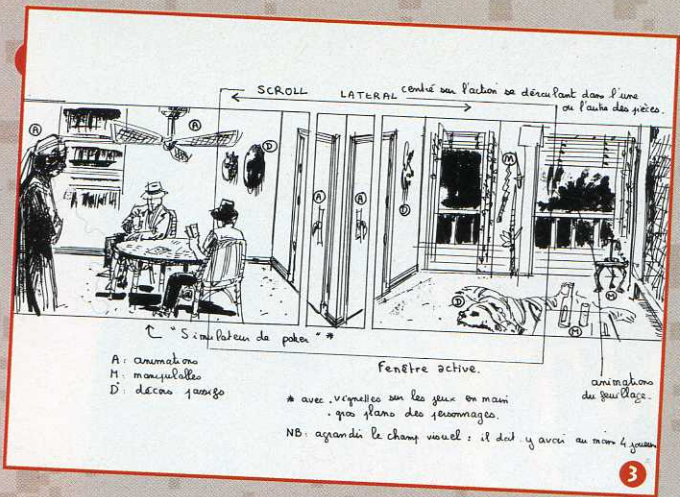 SCROLL LATERAL centré sur l'action se déroulant dans l'une
ou l'autre des pièces.
A
A
D
A
A
D
M
D
M
M
"Simulateur de poker" *
Fenêtre active.
A: animations
M: manipulables
D: décors passifs
animations
du feuillage.
* avec . vignettes sur les jeux en main
. gros plans des personnages.
NB: agrandir le champ visuel : il doit y avoir au moins 4 joueurs
3